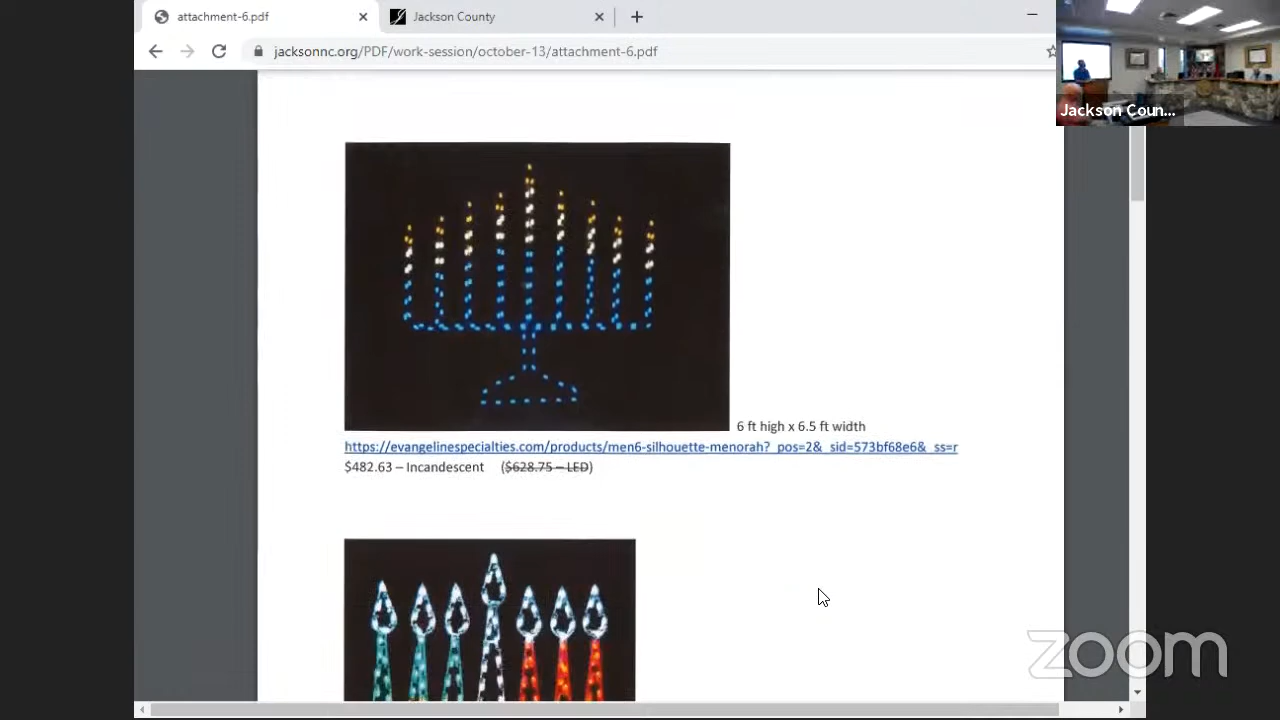 attachment-6.pdf
Jackson County
jacksonnc.org/PDF/work-session/october-13/attachment-6.pdf
Jackson Coun...
6 ft high x 6.5 ft width
https://evangelinespecialties.com/products/men6-silhouette-menorah?_pos=2&_sid=573bf68e6&_ss=r
$482.63 – Incandescent ($628.75 – LED)
zoom